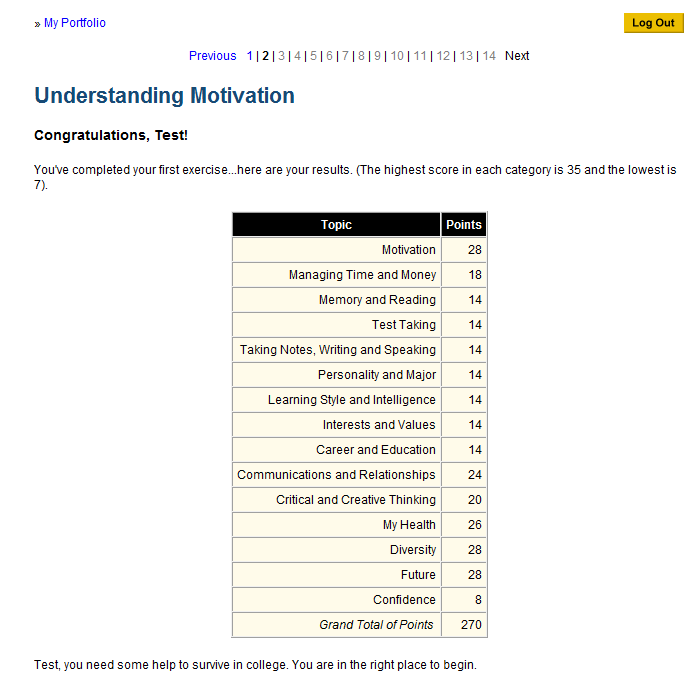 » My Portfolio
Log Out
Previous 1 | 2 | 3 | 4 | 5 | 6 | 7 | 8 | 9 | 10 | 11 | 12 | 13 | 14 Next
Understanding Motivation
Congratulations, Test!
You've completed your first exercise...here are your results. (The highest score in each category is 35 and the lowest is
7).
Topic Points
Motivation 28
Managing Time and Money 18
Memory and Reading 14
Test Taking 14
Taking Notes, Writing and Speaking 14
Personality and Major 14
Learning Style and Intelligence 14
Interests and Values 14
Career and Education 14
Communications and Relationships 24
Critical and Creative Thinking 20
My Health 26
Diversity 28
Future 28
Confidence 8
Grand Total of Points 270
Test, you need some help to survive in college. You are in the right place to begin.